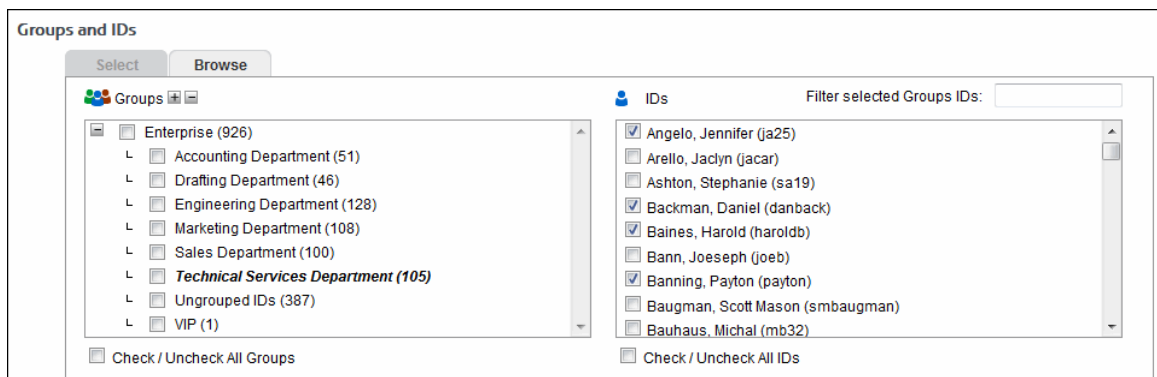 Groups and IDs
Select
Browse
Groups
Enterprise (926)
Accounting Department (51)
Drafting Department (46)
Engineering Department (128)
Marketing Department (108)
Sales Department (100)
Technical Services Department (105)
Ungrouped IDs (387)
VIP (1)
Check / Uncheck All Groups
IDs
Filter selected Groups IDs:
Angelo, Jennifer (ja25)
Arello, Jaclyn (jacar)
Ashton, Stephanie (sa19)
Backman, Daniel (danback)
Baines, Harold (haroldb)
Bann, Joeseph (joeb)
Banning, Payton (payton)
Baugman, Scott Mason (smbaugman)
Bauhaus, Michal (mb32)
Check / Uncheck All IDs